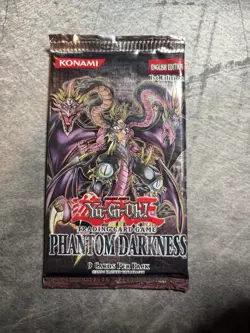 KONAMI
ENGLISH EDITION
Yu-Gi-Oh!
TRADING CARD GAME
PHANTOM DARKNESS
9 CARDS PER PACK